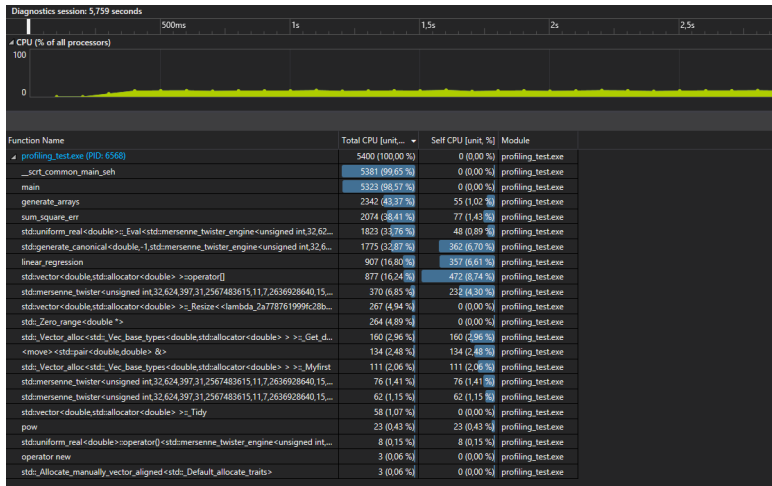 Diagnostics session: 5,759 seconds
500ms 1s 1,5s 2s 2,5s
CPU (% of all processors)
100
0
Function Name Total CPU [unit,... Self CPU [unit, %] Module
profiling_test.exe (PID: 6568) 5400 (100,00 %) 0 (0,00 %) profiling_test.exe
__scrt_common_main_seh 5381 (99,65 %) 0 (0,00 %) profiling_test.exe
main 5323 (98,57 %) 0 (0,00 %) profiling_test.exe
generate_arrays 2342 (43,37 %) 55 (1,02 %) profiling_test.exe
sum_square_err 2074 (38,41 %) 77 (1,43 %) profiling_test.exe
std::uniform_real<double>::_Eval<std::mersenne_twister_engine<unsigned int,32,62... 1823 (33,76 %) 48 (0,89 %) profiling_test.exe
std::generate_canonical<double,-1,std::mersenne_twister_engine<unsigned int,32,6... 1775 (32,87 %) 362 (6,70 %) profiling_test.exe
linear_regression 907 (16,80 %) 357 (6,61 %) profiling_test.exe
std::vector<double,std::allocator<double> >::operator[] 877 (16,24 %) 472 (8,74 %) profiling_test.exe
std::mersenne_twister<unsigned int,32,624,397,31,2567483615,11,7,2636928640,15,... 370 (6,85 %) 232 (4,30 %) profiling_test.exe
std::vector<double,std::allocator<double> >::_Resize<<lambda_2a778761999fc28b... 267 (4,94 %) 0 (0,00 %) profiling_test.exe
std::_Zero_range<double *> 264 (4,89 %) 0 (0,00 %) profiling_test.exe
std::_Vector_alloc<std::_Vec_base_types<double,std::allocator<double> > >::_Get_d... 160 (2,96 %) 160 (2,96 %) profiling_test.exe
<move><std::pair<double,double> &> 134 (2,48 %) 134 (2,48 %) profiling_test.exe
std::_Vector_alloc<std::_Vec_base_types<double,std::allocator<double> > >::_Myfirst 111 (2,06 %) 111 (2,06 %) profiling_test.exe
std::mersenne_twister<unsigned int,32,624,397,31,2567483615,11,7,2636928640,15,... 76 (1,41 %) 76 (1,41 %) profiling_test.exe
std::mersenne_twister<unsigned int,32,624,397,31,2567483615,11,7,2636928640,15,... 62 (1,15 %) 62 (1,15 %) profiling_test.exe
std::vector<double,std::allocator<double> >::_Tidy 58 (1,07 %) 0 (0,00 %) profiling_test.exe
pow 23 (0,43 %) 23 (0,43 %) profiling_test.exe
std::uniform_real<double>::operator()<std::mersenne_twister_engine<unsigned int,... 8 (0,15 %) 8 (0,15 %) profiling_test.exe
operator new 3 (0,06 %) 0 (0,00 %) profiling_test.exe
std::_Allocate_manually_vector_aligned<std::_Default_allocate_traits> 3 (0,06 %) 0 (0,00 %) profiling_test.exe